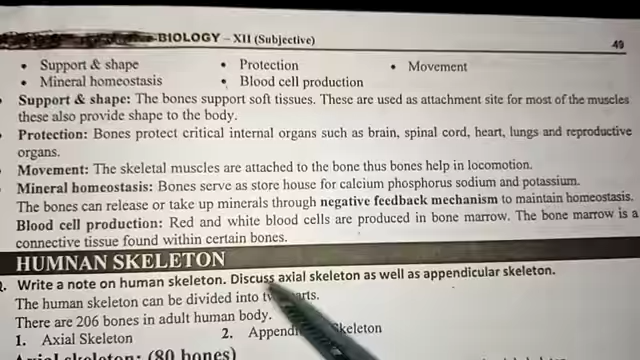 BIOLOGY – XII (Subjective)
49
• Support & shape • Protection • Movement
• Mineral homeostasis • Blood cell production
Support & shape: The bones support soft tissues. These are used as attachment site for most of the muscles
these also provide shape to the body.
Protection: Bones protect critical internal organs such as brain, spinal cord, heart, lungs and reproductive
organs.
Movement: The skeletal muscles are attached to the bone thus bones help in locomotion.
Mineral homeostasis: Bones serve as store house for calcium phosphorus sodium and potassium.
The bones can release or take up minerals through negative feedback mechanism to maintain homeostasis.
Blood cell production: Red and white blood cells are produced in bone marrow. The bone marrow is a
connective tissue found within certain bones.
HUMNAN SKELETON
Write a note on human skeleton. Discuss axial skeleton as well as appendicular skeleton.
The human skeleton can be divided into
There are 206 bones in adult human body.
1. Axial Skeleton 2. Skeleton
Axial skeleton: (80 bones)